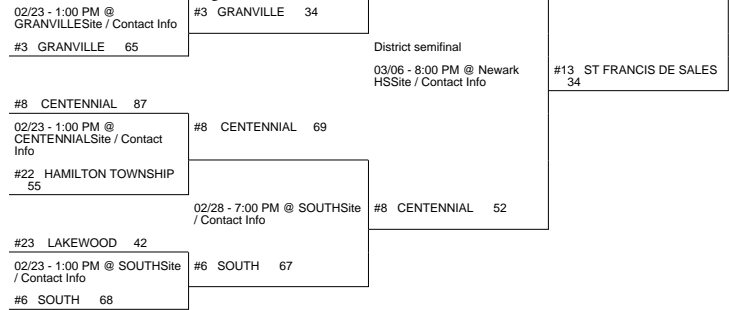 02/23 - 1:00 PM @
GRANVILLESite / Contact Info
#3 GRANVILLE 34
#3 GRANVILLE 65
District semifinal
03/06 - 8:00 PM @ Newark
HSSite / Contact Info
#13 ST FRANCIS DE SALES
34
#8 CENTENNIAL 87
02/23 - 1:00 PM @
CENTENNIALSite / Contact
Info
#8 CENTENNIAL 69
#22 HAMILTON TOWNSHIP
55
02/28 - 7:00 PM @ SOUTHSite
/ Contact Info
#8 CENTENNIAL 52
#23 LAKEWOOD 42
02/23 - 1:00 PM @ SOUTHSite
/ Contact Info
#6 SOUTH 67
#6 SOUTH 68